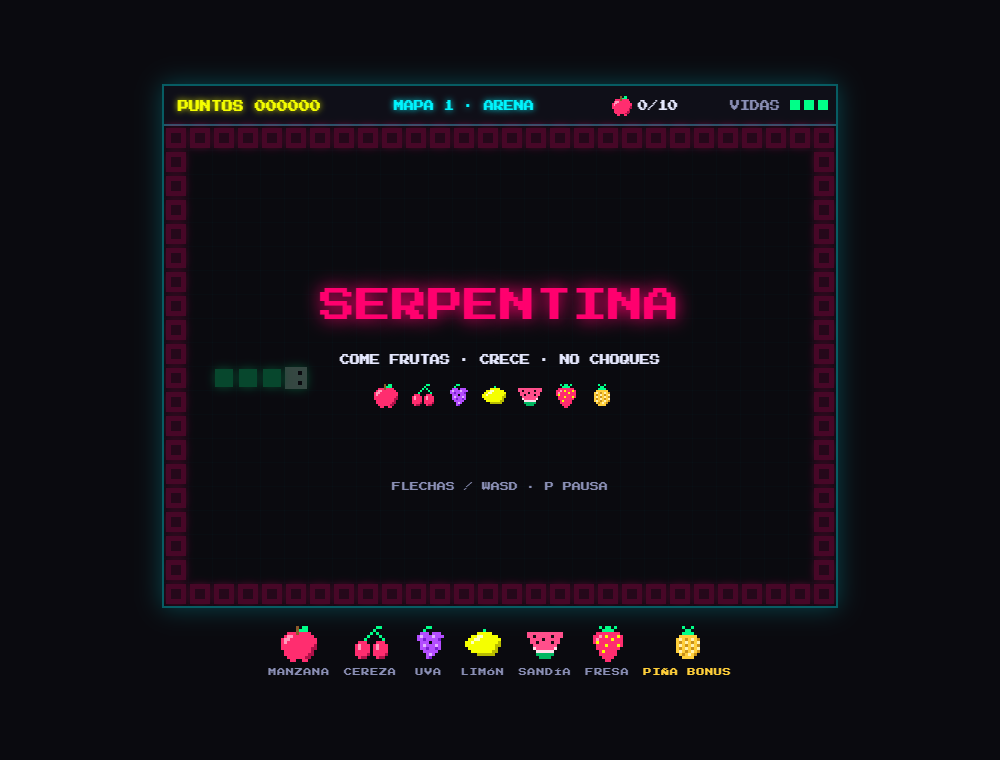 PUNTOS 000000
MAPA 1 · ARENA
0/10
VIDAS
SERPENTINA
COME FRUTAS · CRECE · NO CHOQUES
FLECHAS / WASD · P PAUSA
MANZANA CEREZA UVA LIMóN SANDíA FRESA PIñA BONUS